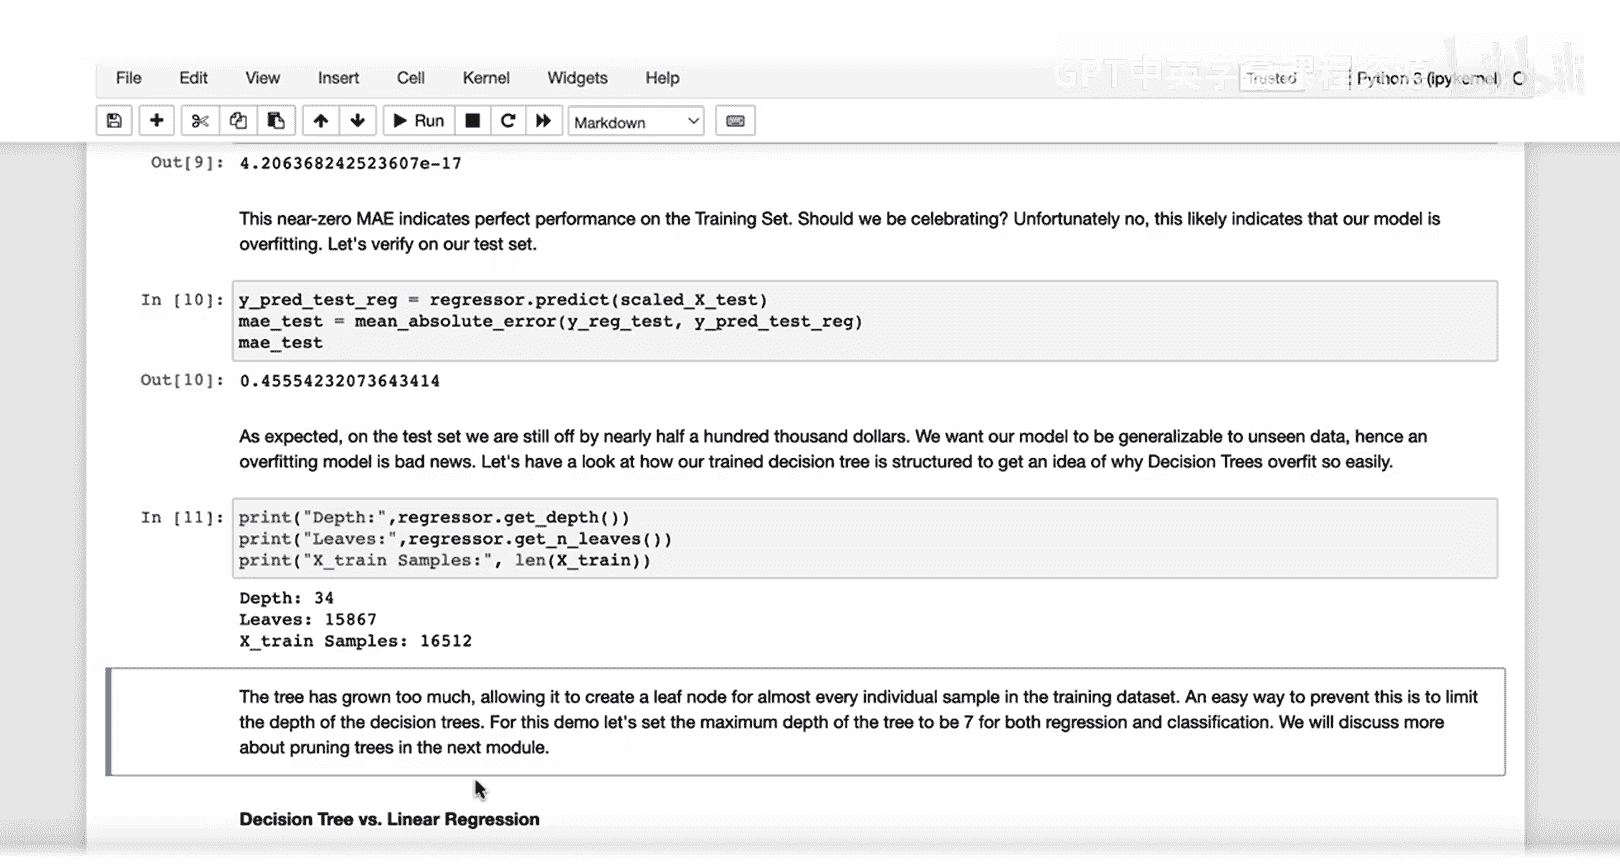 GPT中英字幕课程资源
File Edit View Insert Cell Kernel Widgets Help Trusted Python 3 (ipykernel)
Run Markdown
Out[9]: 4.206368242523607e-17
This near-zero MAE indicates perfect performance on the Training Set. Should we be celebrating? Unfortunately no, this likely indicates that our model is
overfitting. Let's verify on our test set.
In [10]: y_pred_test_reg = regressor.predict(scaled_X_test)
mae_test = mean_absolute_error(y_reg_test, y_pred_test_reg)
mae_test
Out[10]: 0.45554232073643414
As expected, on the test set we are still off by nearly half a hundred thousand dollars. We want our model to be generalizable to unseen data, hence an
overfitting model is bad news. Let's have a look at how our trained decision tree is structured to get an idea of why Decision Trees overfit so easily.
In [11]: print("Depth:",regressor.get_depth())
print("Leaves:",regressor.get_n_leaves())
print("X_train Samples:", len(X_train))
Depth: 34
Leaves: 15867
X_train Samples: 16512
The tree has grown too much, allowing it to create a leaf node for almost every individual sample in the training dataset. An easy way to prevent this is to limit
the depth of the decision trees. For this demo let's set the maximum depth of the tree to be 7 for both regression and classification. We will discuss more
about pruning trees in the next module.
Decision Tree vs. Linear Regression